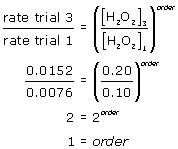 rate trial 3 / rate trial 1 = ([H₂O₂]₃ / [H₂O₂]₁)^order
0.0152 / 0.0076 = (0.20 / 0.10)^order
2 = 2^order
1 = order